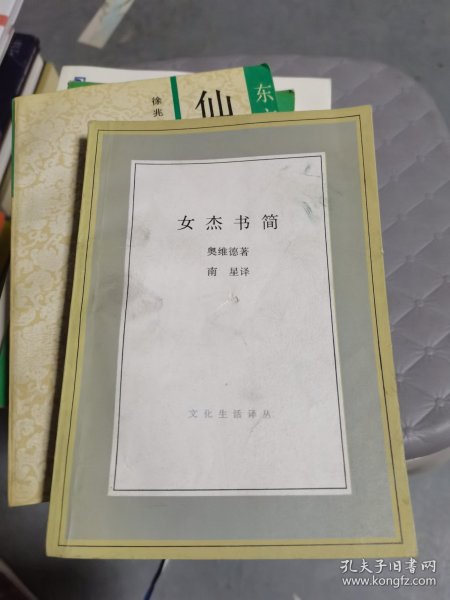 东
仙
徐兆
女杰书简
奥维德著
南 星译
文化生活译丛
孔夫子旧书网
www.kongfz.com